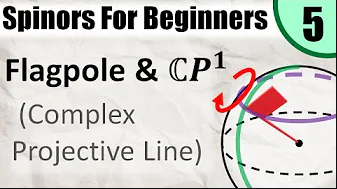 Spinors For Beginners 5
Flagpole & ℂP¹
(Complex
Projective Line)